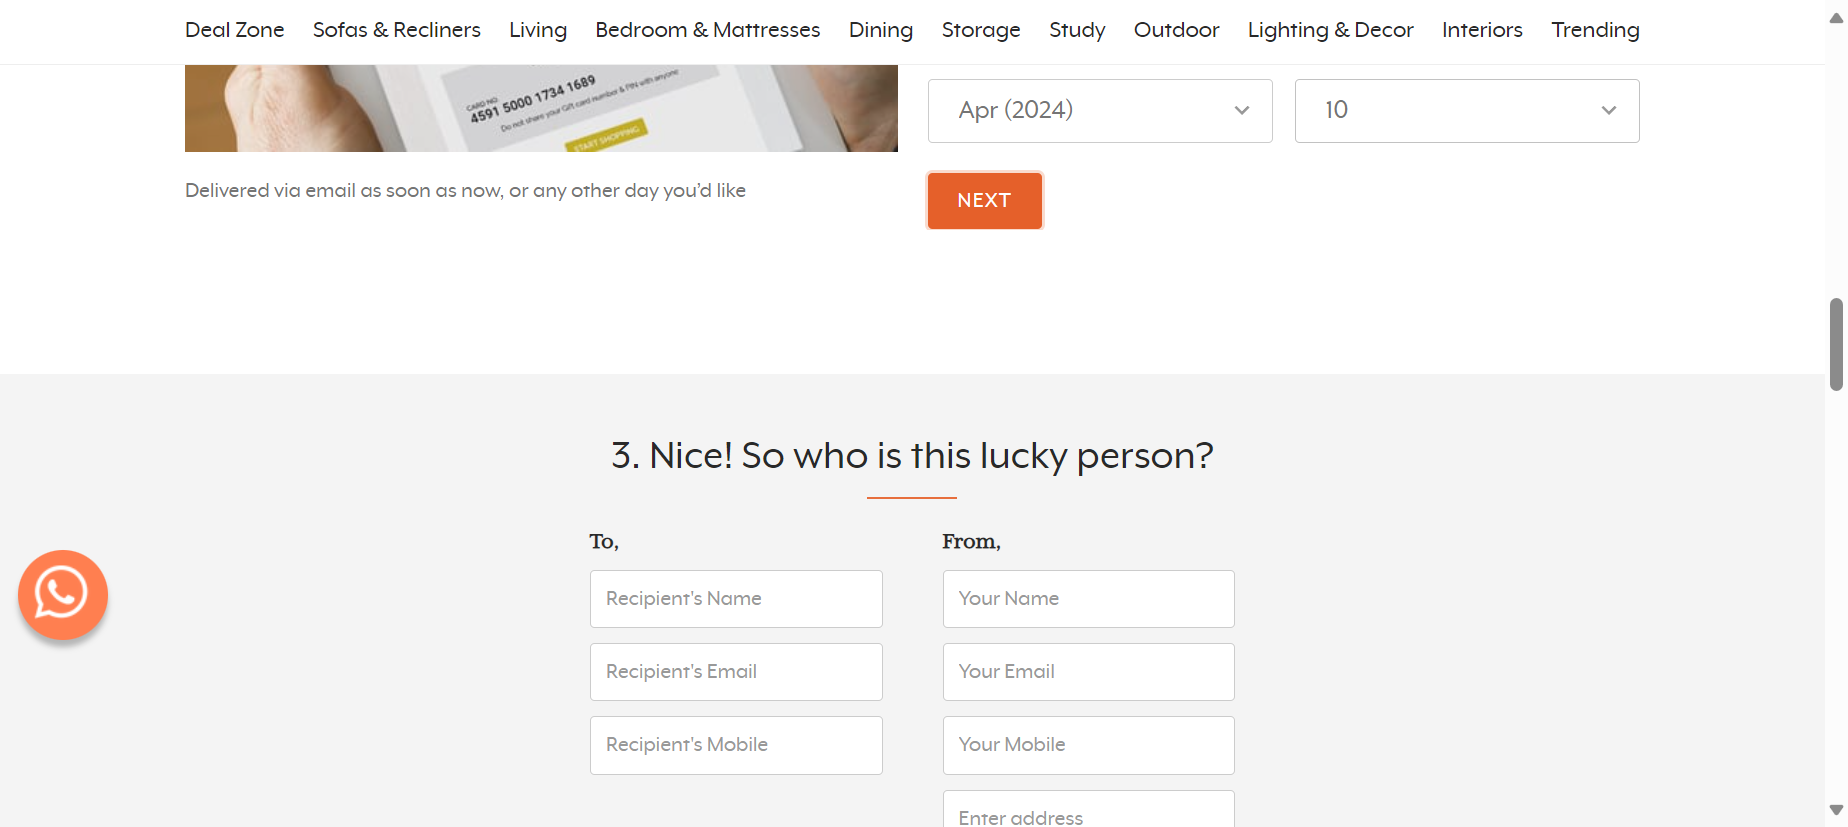 Deal Zone Sofas & Recliners Living Bedroom & Mattresses Dining Storage Study Outdoor Lighting & Decor Interiors Trending
CARD NO.
4591 5000 1734 1689
Do not share your Gift card number & PIN with anyone
START SHOPPING
Delivered via email as soon as now, or any other day you’d like
Apr (2024)
10
NEXT
3. Nice! So who is this lucky person?
To,
Recipient's Name
Recipient's Email
Recipient's Mobile
From,
Your Name
Your Email
Your Mobile
Enter address